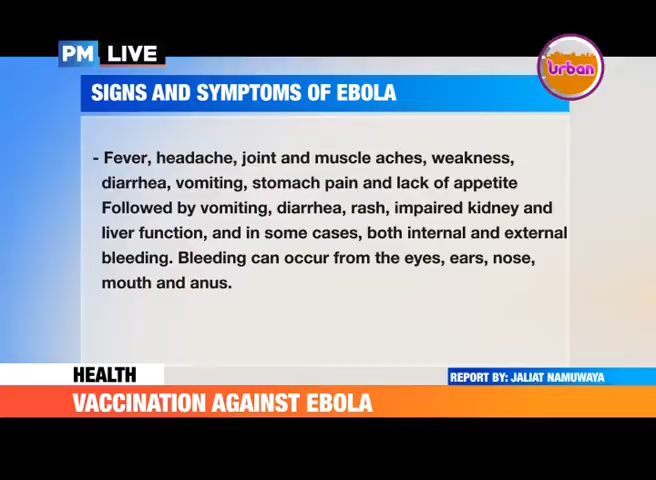 PM LIVE
urban
SIGNS AND SYMPTOMS OF EBOLA
- Fever, headache, joint and muscle aches, weakness,
diarrhea, vomiting, stomach pain and lack of appetite
Followed by vomiting, diarrhea, rash, impaired kidney and
liver function, and in some cases, both internal and external
bleeding. Bleeding can occur from the eyes, ears, nose,
mouth and anus.
HEALTH
REPORT BY: JALIAT NAMUWAYA
VACCINATION AGAINST EBOLA